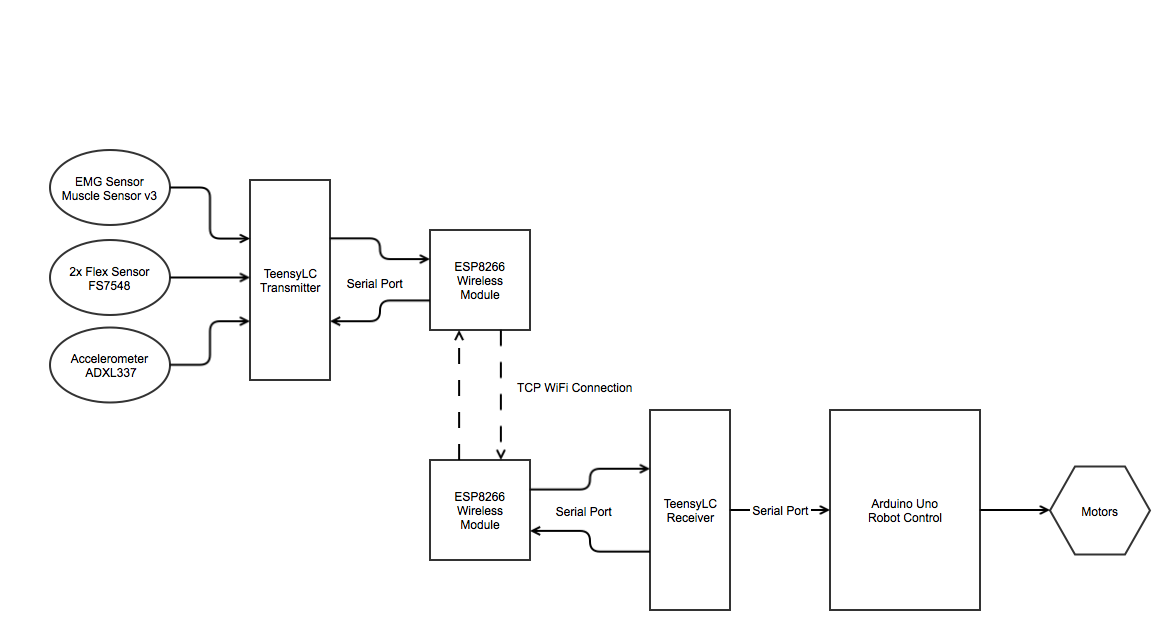 EMG Sensor
Muscle Sensor v3
2x Flex Sensor
FS7548
Accelerometer
ADXL337
TeensyLC
Transmitter
Serial Port
ESP8266
Wireless
Module
TCP WiFi Connection
ESP8266
Wireless
Module
Serial Port
TeensyLC
Receiver
Serial Port
Arduino Uno
Robot Control
Motors